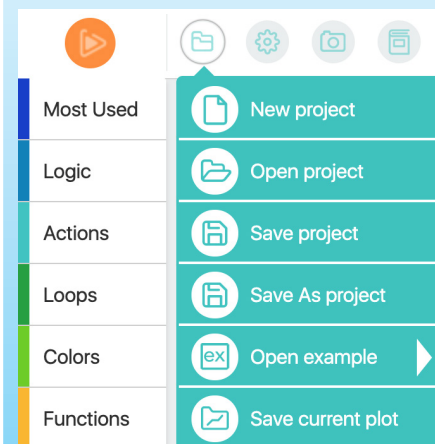 Most Used
Logic
Actions
Loops
Colors
Functions
New project
Open project
Save project
Save As project
ex Open example
Save current plot